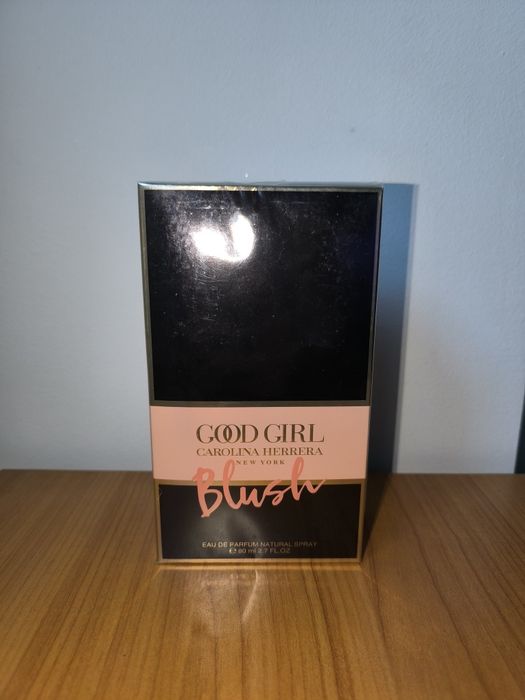 GOOD GIRL
CAROLINA HERRERA
NEW YORK
Blush
EAU DE PARFUM NATURAL SPRAY
℮ 80 ml 2.7 FL.OZ